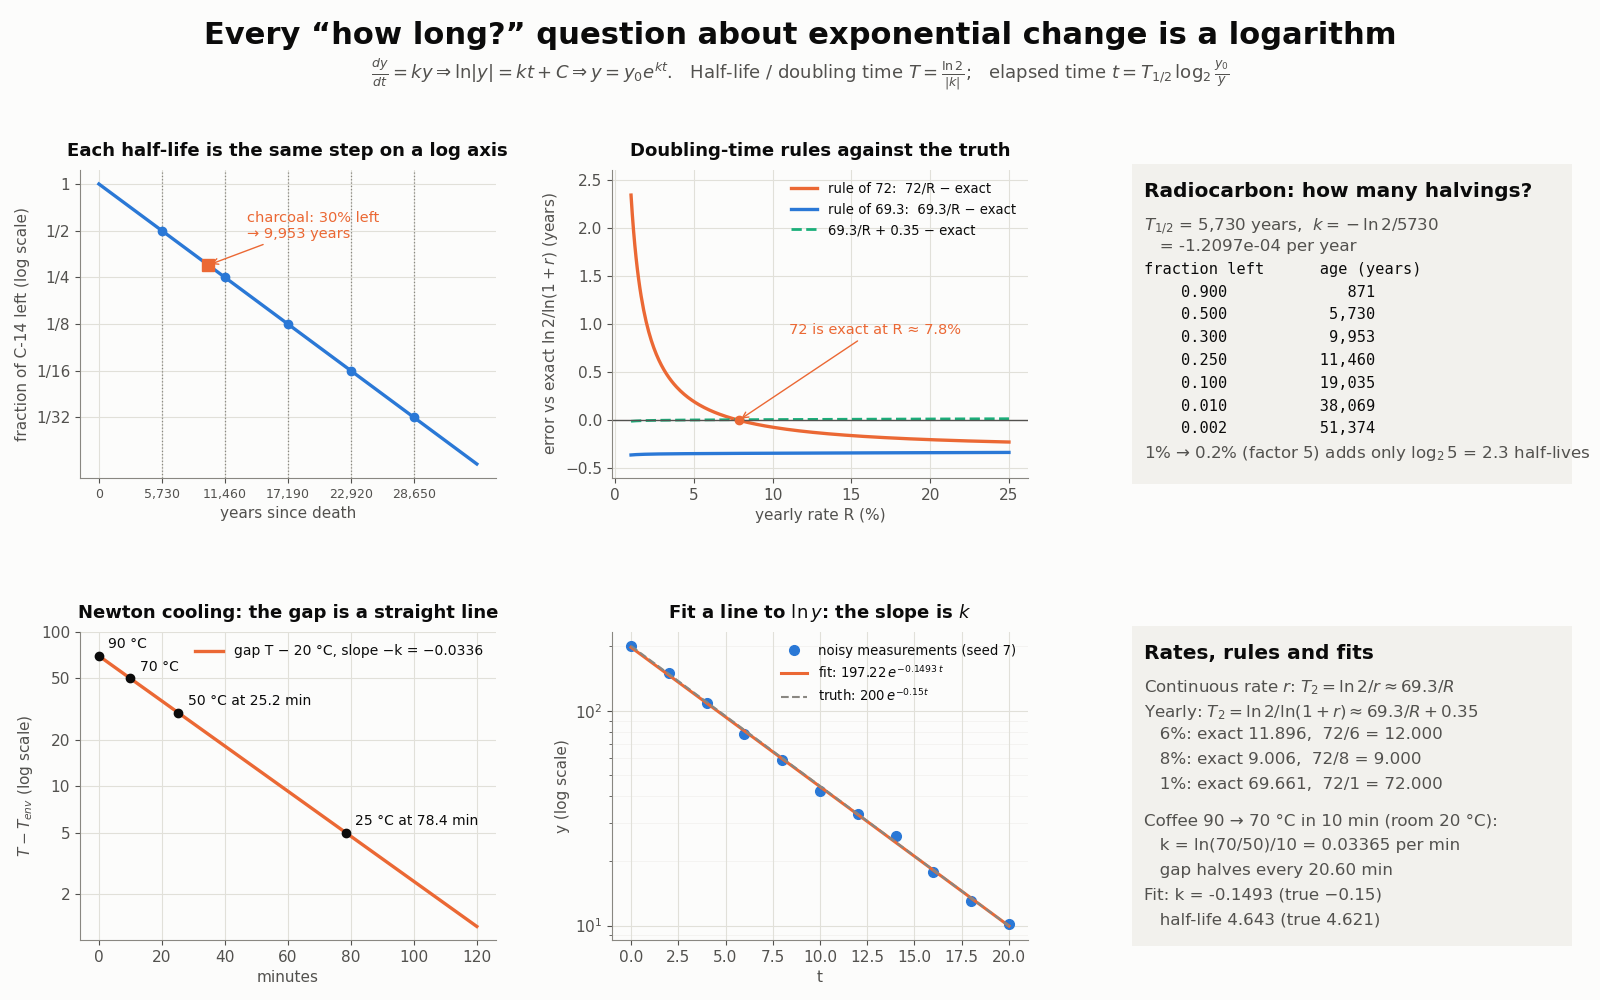 Every “how long?” question about exponential change is a logarithm
dy/dt = ky ⇒ ln|y| = kt + C ⇒ y = y₀eᵏᵗ.   Half-life / doubling time T = ln 2/|k|;   elapsed time t = T₁/₂ log₂ y₀/y
Each half-life is the same step on a log axis
fraction of C-14 left (log scale)
1
1/2
1/4
1/8
1/16
1/32
charcoal: 30% left
→ 9,953 years
0
5,730
11,460
17,190
22,920
28,650
years since death
Doubling-time rules against the truth
error vs exact ln 2/ln(1 + r) (years)
2.5
2.0
1.5
1.0
0.5
0.0
−0.5
rule of 72:  72/R − exact
rule of 69.3:  69.3/R − exact
69.3/R + 0.35 − exact
72 is exact at R ≈ 7.8%
0
5
10
15
20
25
yearly rate R (%)
Radiocarbon: how many halvings?
T₁/₂ = 5,730 years,  k = −ln 2/5730
= -1.2097e-04 per year
fraction left      age (years)
0.900             871
0.500           5,730
0.300           9,953
0.250          11,460
0.100          19,035
0.010          38,069
0.002          51,374
1% → 0.2% (factor 5) adds only log₂ 5 = 2.3 half-lives
Newton cooling: the gap is a straight line
T − Tₑₙᵥ (log scale)
100
50
20
10
5
2
gap T − 20 °C, slope −k = −0.0336
90 °C
70 °C
50 °C at 25.2 min
25 °C at 78.4 min
0
20
40
60
80
100
120
minutes
Fit a line to ln y: the slope is k
y (log scale)
10²
10¹
noisy measurements (seed 7)
fit: 197.22 e^−0.1493 t
truth: 200 e^−0.15t
0.0
2.5
5.0
7.5
10.0
12.5
15.0
17.5
20.0
t
Rates, rules and fits
Continuous rate r: T₂ = ln 2/r ≈ 69.3/R
Yearly: T₂ = ln 2/ln(1 + r) ≈ 69.3/R + 0.35
6%: exact 11.896,  72/6 = 12.000
8%: exact 9.006,  72/8 = 9.000
1%: exact 69.661,  72/1 = 72.000
Coffee 90 → 70 °C in 10 min (room 20 °C):
k = ln(70/50)/10 = 0.03365 per min
gap halves every 20.60 min
Fit: k = -0.1493 (true −0.15)
half-life 4.643 (true 4.621)